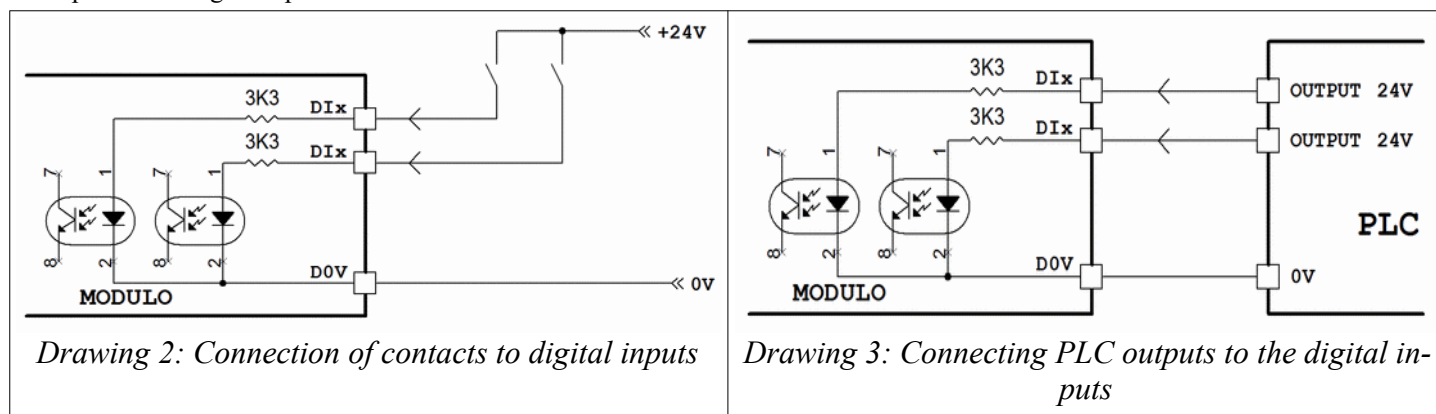 +24V
3K3
DIx
3K3
DIx
7
1
7
1
8
2
8
2
D0V
MODULO
0V
Drawing 2: Connection of contacts to digital inputs
3K3
DIx
OUTPUT 24V
3K3
DIx
OUTPUT 24V
7
1
7
1
PLC
8
2
8
2
D0V
0V
MODULO
Drawing 3: Connecting PLC outputs to the digital in-
puts